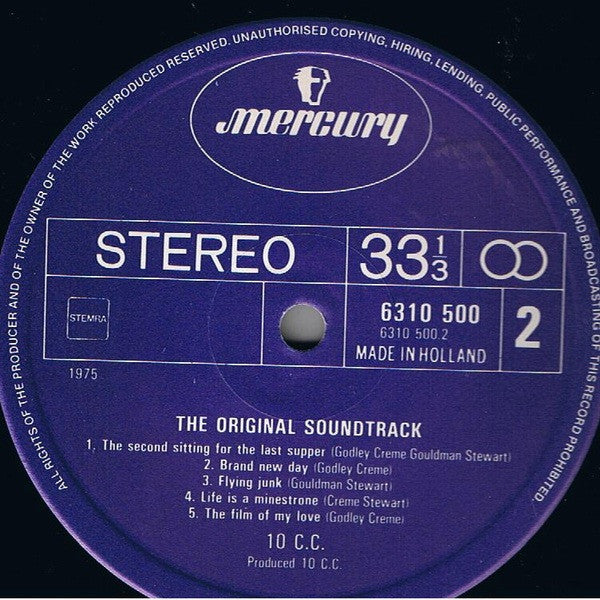 ALL RIGHTS OF THE PRODUCER AND OF THE OWNER OF THE WORK REPRODUCED RESERVED. UNAUTHORISED COPYING, HIRING, LENDING, PUBLIC PERFORMANCE AND BROADCASTING OF THIS RECORD PROHIBITED.
mercury
STEREO
33 1/3
STEMRA
6310 500
6310 500.2
MADE IN HOLLAND
2
1975
THE ORIGINAL SOUNDTRACK
1. The second sitting for the last supper (Godley Creme Gouldman Stewart)
2. Brand new day (Godley Creme)
3. Flying junk (Gouldman Stewart)
4. Life is a minestrone (Creme Stewart)
5. The film of my love (Godley Creme)
10 C.C.
Produced 10 C.C.